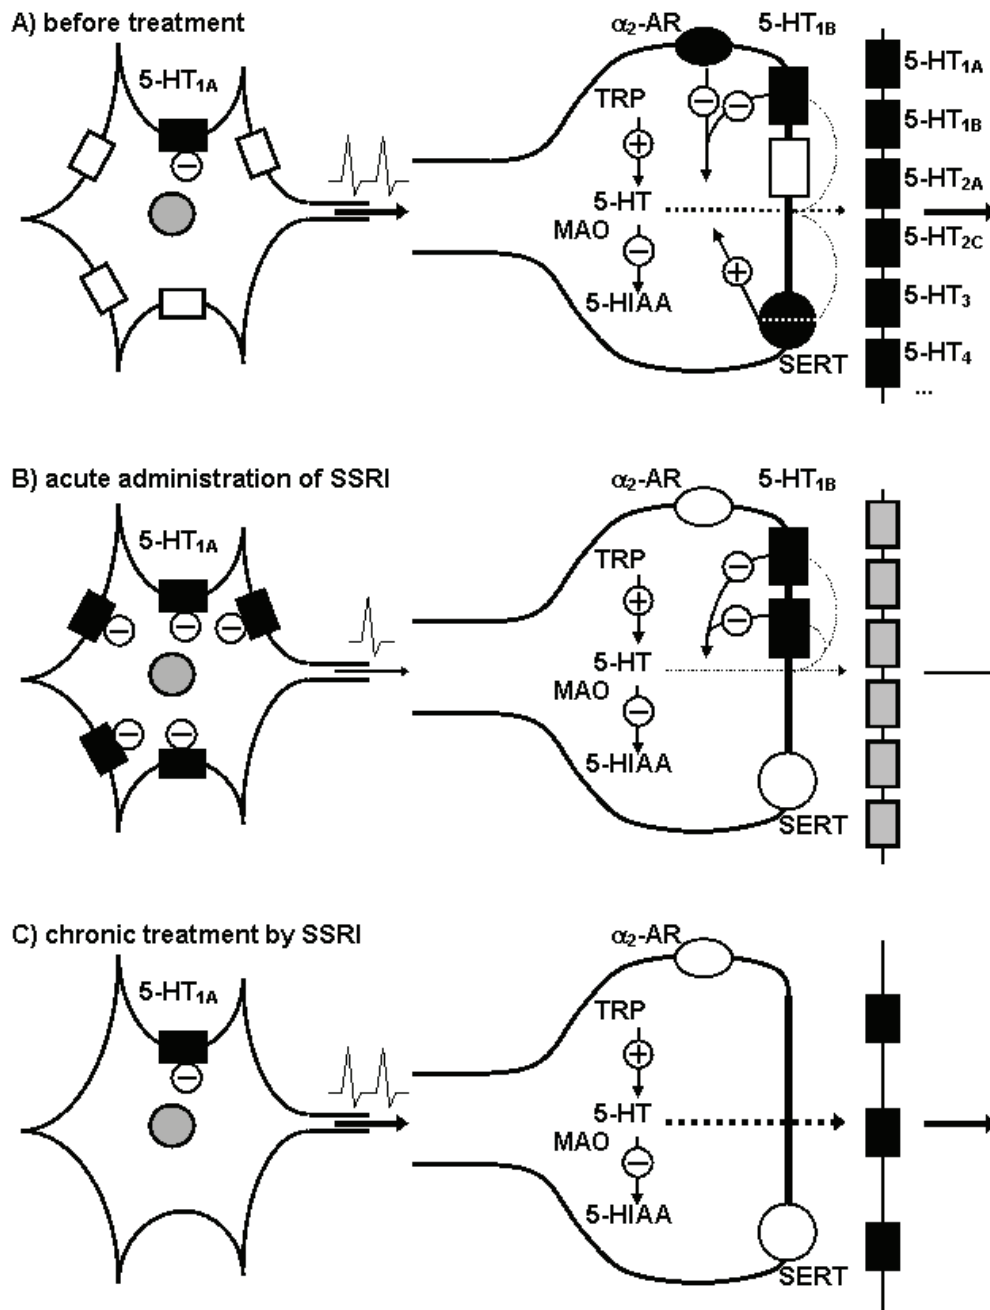 A) before treatment
5-HT1A
α2-AR
5-HT1B
TRP
5-HT
MAO
5-HIAA
SERT
5-HT1A
5-HT1B
5-HT2A
5-HT2C
5-HT3
5-HT4
...
B) acute administration of SSRI
5-HT1A
α2-AR
5-HT1B
TRP
5-HT
MAO
5-HIAA
SERT
C) chronic treatment by SSRI
5-HT1A
α2-AR
TRP
5-HT
MAO
5-HIAA
SERT